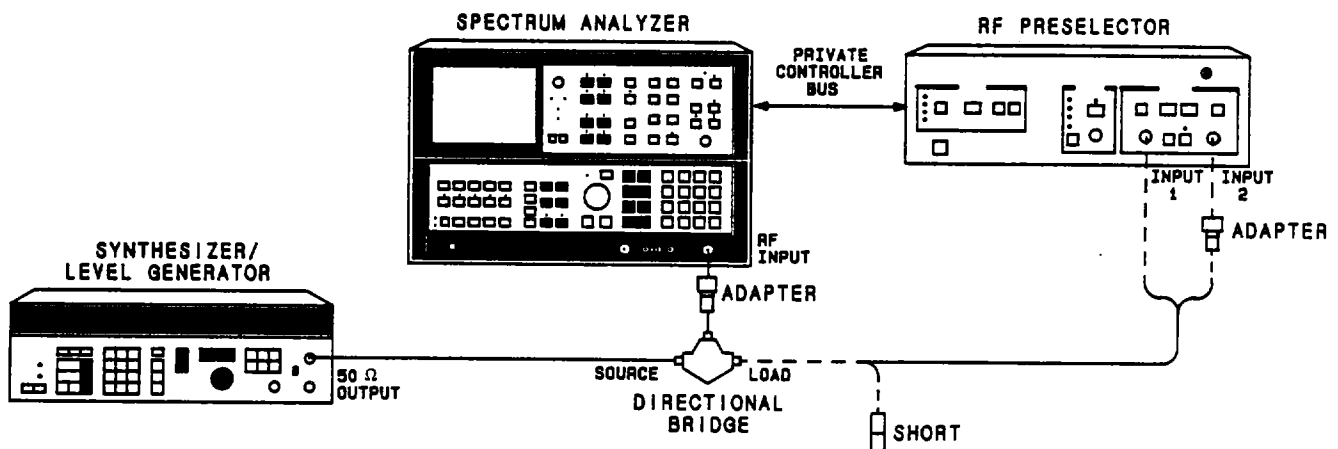 SPECTRUM ANALYZER
RF PRESELECTOR
PRIVATE
CONTROLLER
BUS
INPUT
1
INPUT
2
ADAPTER
RF
INPUT
ADAPTER
SYNTHESIZER/
LEVEL GENERATOR
50 Ω
OUTPUT
SOURCE
LOAD
DIRECTIONAL
BRIDGE
SHORT